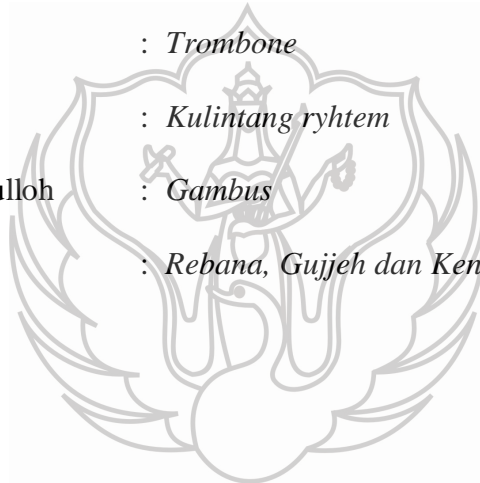 : Trombone
: Kulintang ryhtem
ulloh : Gambus
: Rebana, Gujjeh dan Ken